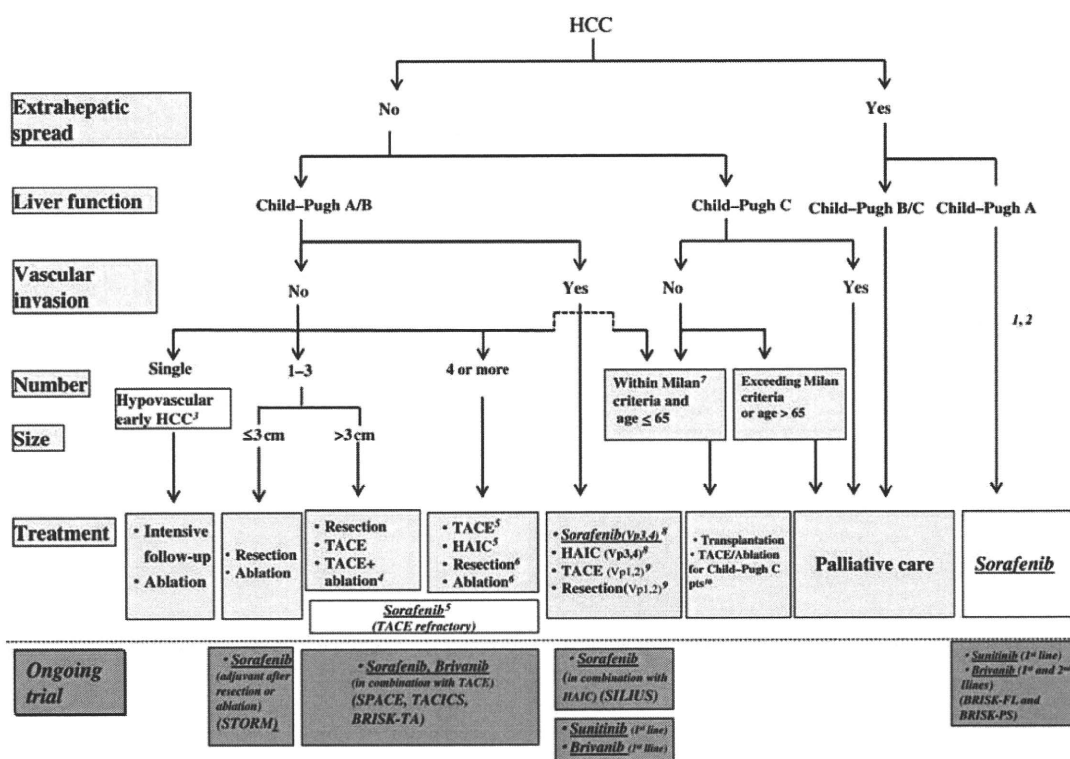 HCC
Extrahepatic
spread
No
Yes
Liver function
Child–Pugh A/B
Child–Pugh C
Child–Pugh B/C
Child–Pugh A
Vascular
invasion
No
Yes
No
Yes
1, 2
Number
Single
1–3
4 or more
Hypovascular
early HCC³
Within Milan⁷
criteria and
age ≤ 65
Exceeding Milan
criteria
or age > 65
Size
≤3 cm
>3 cm
Treatment
• Intensive
follow-up
• Ablation
• Resection
• Ablation
• Resection
• TACE
• TACE+
ablation⁴
• TACE⁵
• HAIC⁵
• Resection⁶
• Ablation⁶
Sorafenib⁵
(TACE refractory)
• Sorafenib(Vp3,4)⁸
• HAIC (Vp3,4)⁸
• TACE (Vp1,2)⁹
• Resection(Vp1,2)⁹
• Transplantation
• TACE/Ablation
for Child–Pugh C
pts¹⁰
Palliative care
Sorafenib
Ongoing
trial
• Sorafenib
(adjuvant after
resection or
ablation)
(STORM)
• Sorafenib, Brivanib
(in combination with TACE)
(SPACE, TACICS,
BRISK-TA)
• Sorafenib
(in combination with
HAIC) (SILIUS)
• Sunitinib (1ˢᵗ line)
• Brivanib (1ˢᵗ line)
• Sunitinib (1ˢᵗ line)
• Brivanib (1ˢᵗ and 2ⁿᵈ
llines)
(BRISK-FL and
BRISK-PS)